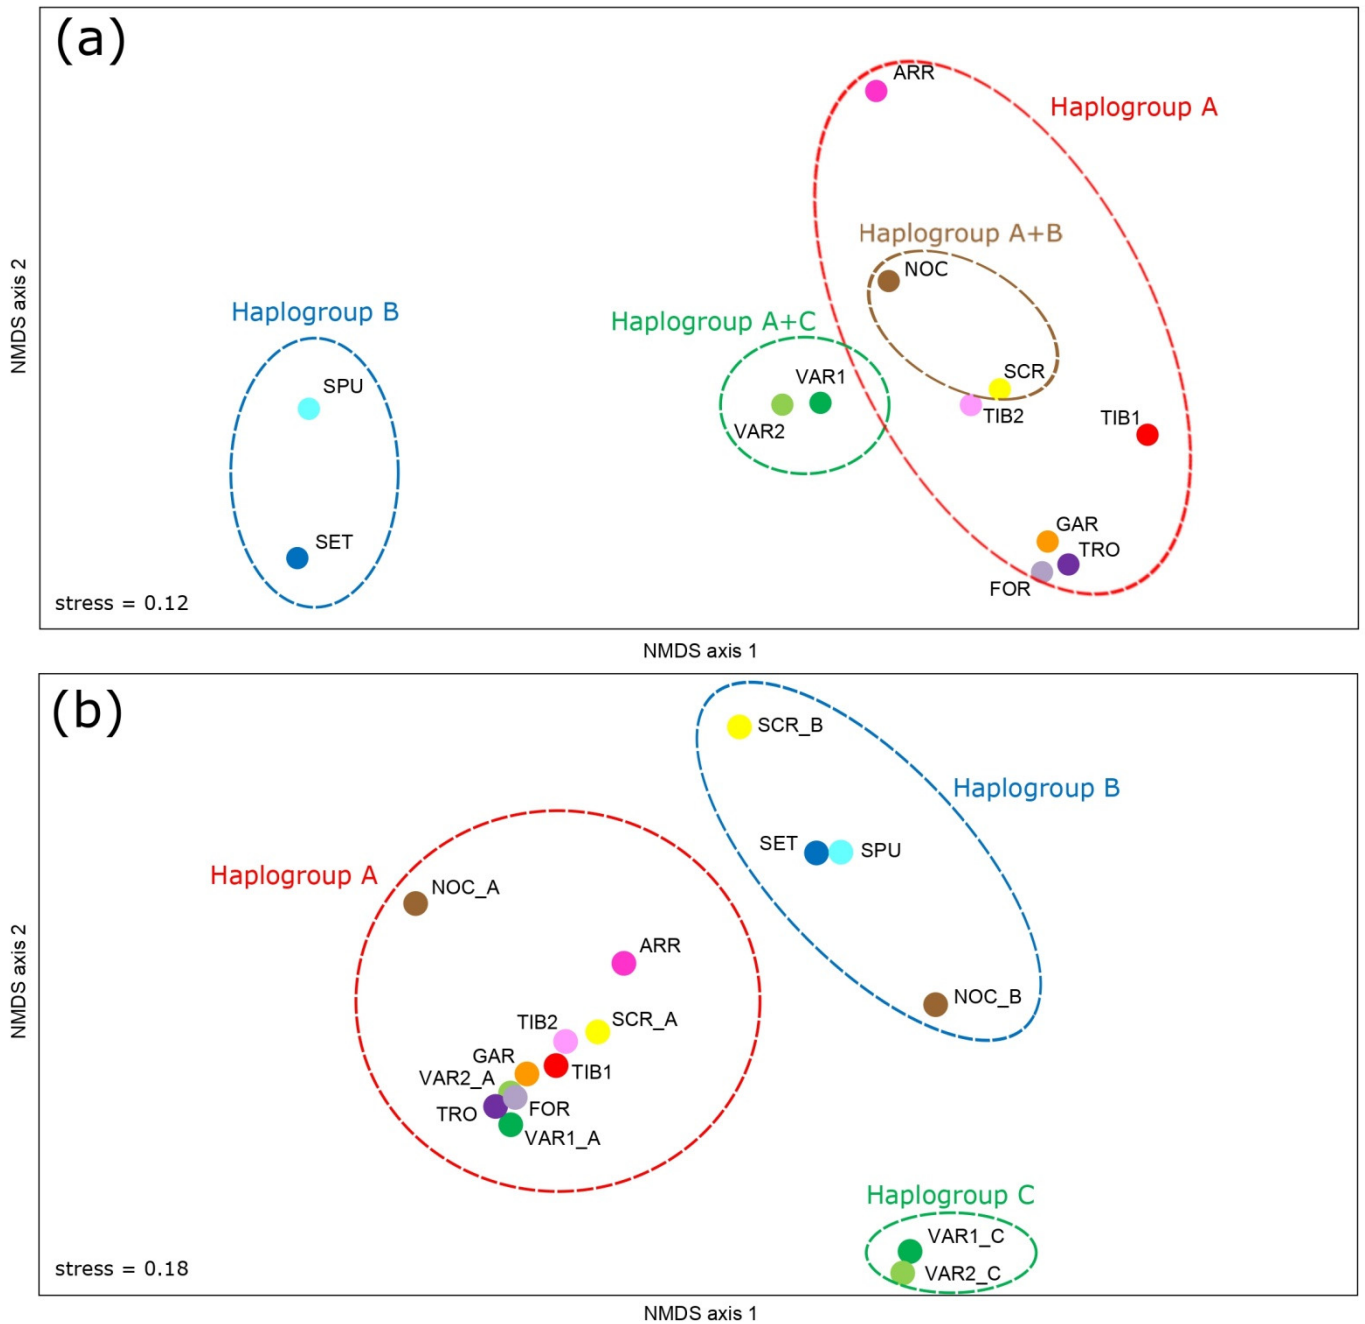 (a)
ARR
Haplogroup A
Haplogroup A+B
NOC
Haplogroup B
Haplogroup A+C
SPU
VAR1
SCR
VAR2
TIB2
TIB1
SET
GAR
TRO
FOR
stress = 0.12
NMDS axis 2
NMDS axis 1
(b)
SCR_B
Haplogroup B
SET
SPU
Haplogroup A
NOC_A
ARR
NOC_B
TIB2
SCR_A
GAR
TIB1
VAR2_A
TRO
FOR
VAR1_A
Haplogroup C
VAR1_C
VAR2_C
stress = 0.18
NMDS axis 2
NMDS axis 1